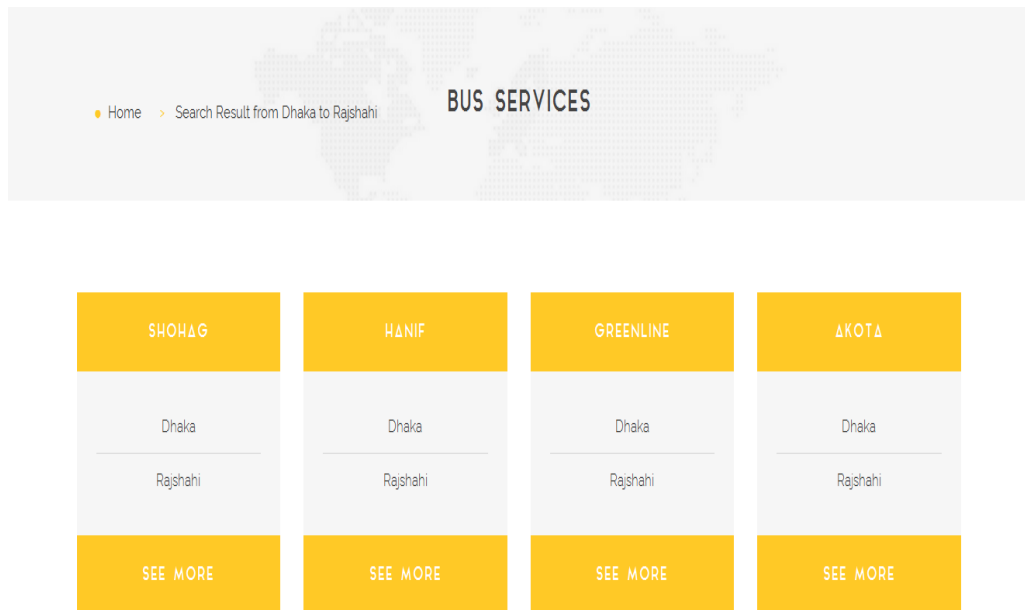 BUS SERVICES
Home > Search Result from Dhaka to Rajshahi
SHOHAG
Dhaka
Rajshahi
SEE MORE
HANIF
Dhaka
Rajshahi
SEE MORE
GREENLINE
Dhaka
Rajshahi
SEE MORE
AKOTA
Dhaka
Rajshahi
SEE MORE